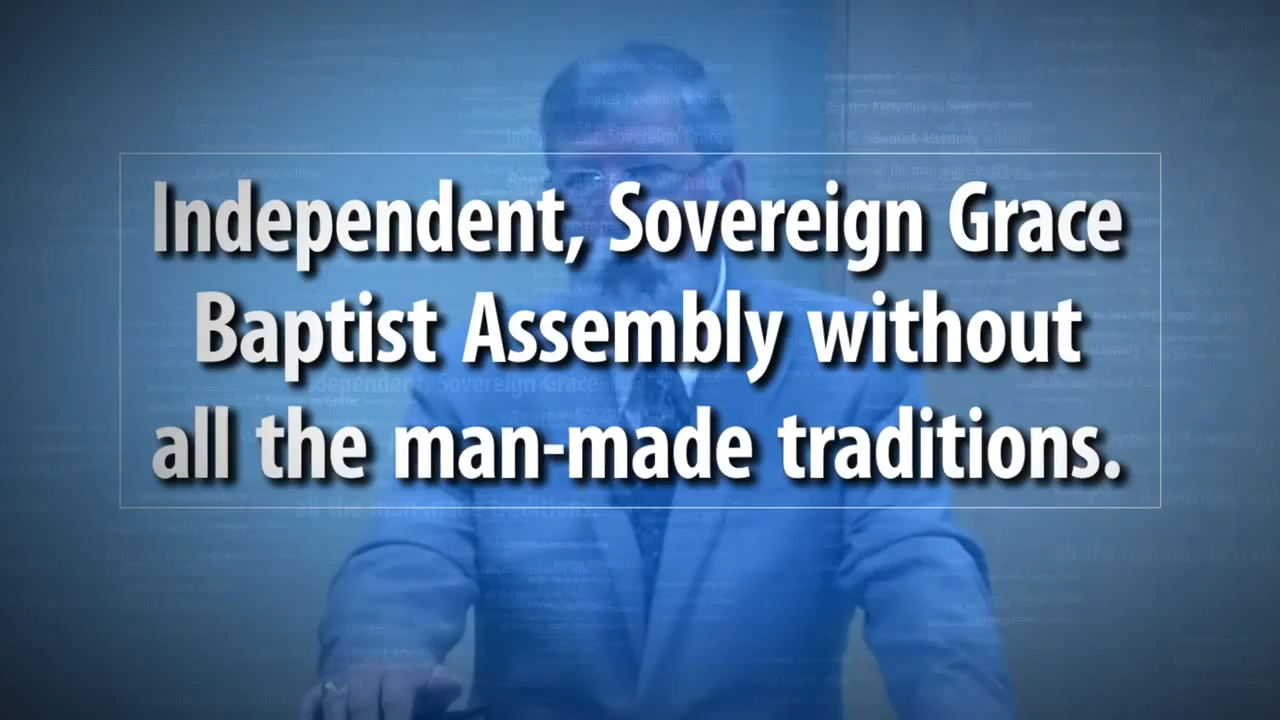 Independent, Sovereign Grace
Baptist Assembly without
all the man-made traditions.